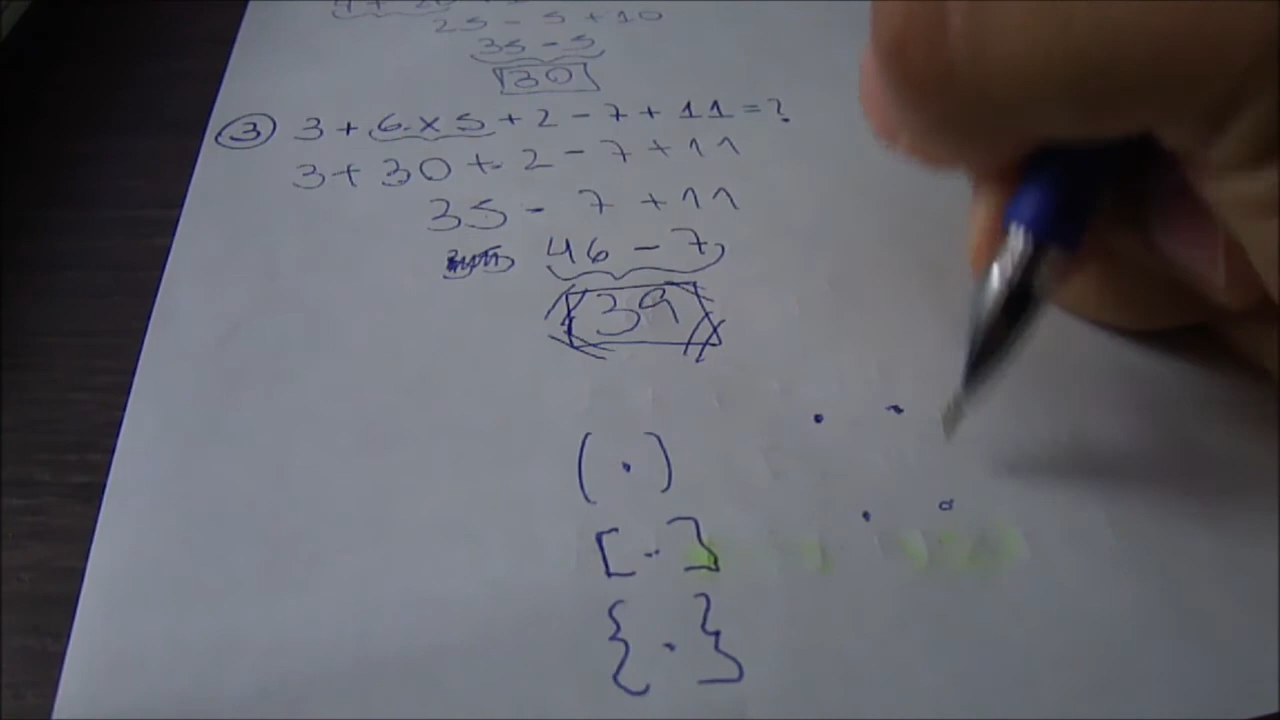 25 - 5 + 10
35 - 5
30
3 3 + 6 x 5 + 2 - 7 + 11 = ?
3 + 30 + 2 - 7 + 11
35 - 7 + 11
46 - 7
39
( · )
[ · ]
{ · }